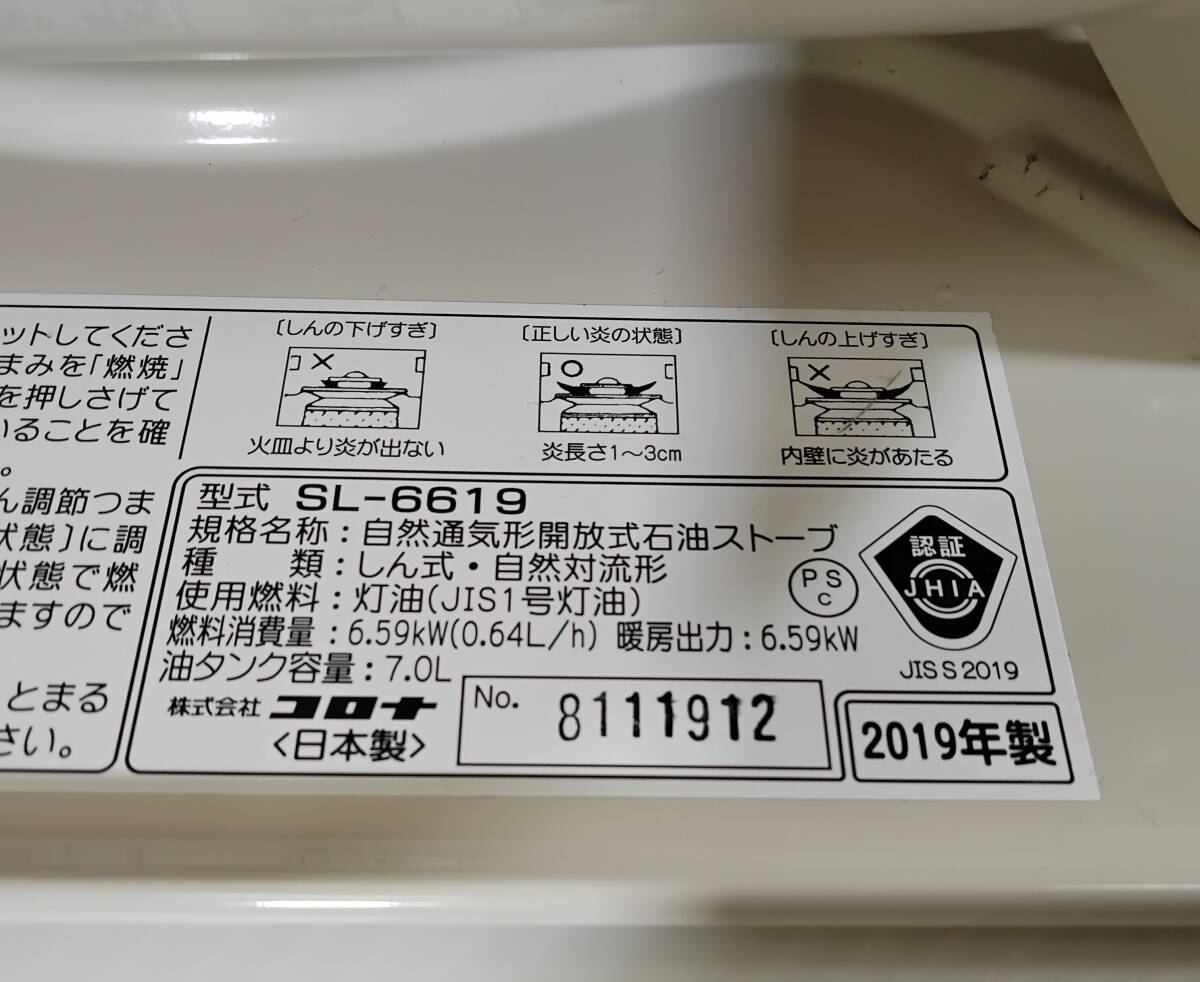 ットしてくださ
まみを「燃焼」
を押しさげて
いることを確
。
ん調節つま
状態〕に調
状態で燃
ますので
とまる
さい。
〔しんの下げすぎ〕
火皿より炎が出ない
〔正しい炎の状態〕
炎長さ1～3cm
〔しんの上げすぎ〕
内壁に炎があたる
型式 SL-6619
規格名称：自然通気形開放式石油ストーブ
種　　類：しん式・自然対流形
使用燃料：灯油(JIS1号灯油)
燃料消費量：6.59kW(0.64L/h) 暖房出力：6.59kW
油タンク容量：7.0L
株式会社 コロナ
〈日本製〉
No. 8111912
PS
C
認証
JHIA
JIS S 2019
2019年製